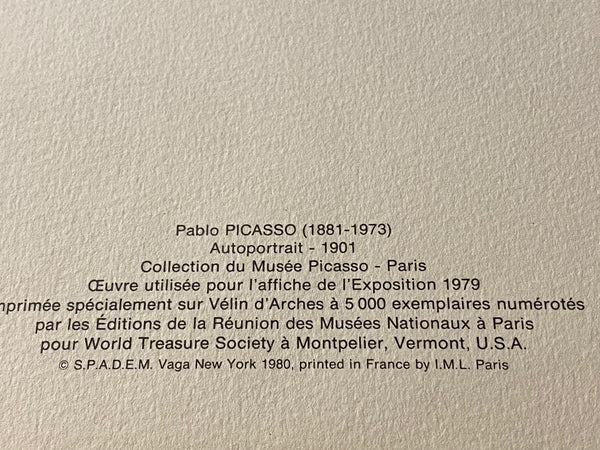 Pablo PICASSO (1881-1973)
Autoportrait - 1901
Collection du Musée Picasso - Paris
Œuvre utilisée pour l'affiche de l'Exposition 1979
mprimée spécialement sur Vélin d'Arches à 5 000 exemplaires numérotés
par les Éditions de la Réunion des Musées Nationaux à Paris
pour World Treasure Society à Montpelier, Vermont, U.S.A.
© S.P.A.D.E.M. Vaga New York 1980, printed in France by I.M.L. Paris